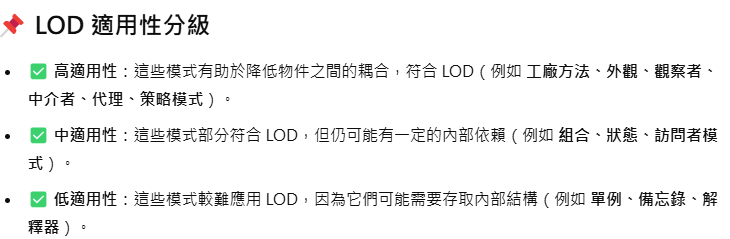 📌 LOD 適用性分級
• ✅ 高適用性：這些模式有助於降低物件之間的耦合，符合 LOD（例如 工廠方法、外觀、觀察者、
中介者、代理、策略模式）。
• ✅ 中適用性：這些模式部分符合 LOD，但仍可能有一定的內部依賴（例如 組合、狀態、訪問者模
式）。
• ✅ 低適用性：這些模式較難應用 LOD，因為它們可能需要存取內部結構（例如 單例、備忘錄、解
釋器）。